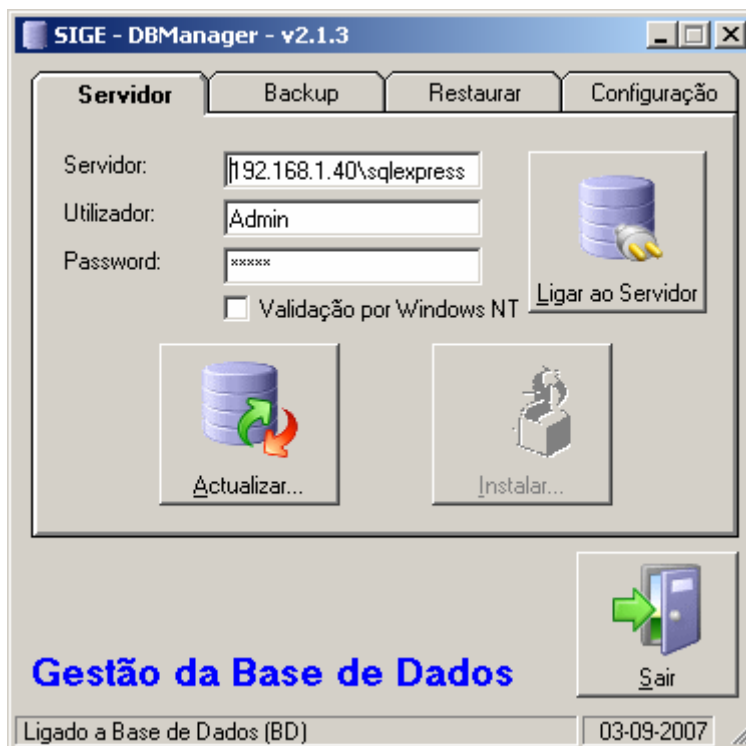 SIGE - DBManager - v2.1.3
Servidor Backup Restaurar Configuração
Servidor: 192.168.1.40\sqlexpress
Utilizador: Admin
Password: *****
Validação por Windows NT
Ligar ao Servidor
Actualizar... Instalar...
Gestão da Base de Dados
Sair
Ligado a Base de Dados (BD) 03-09-2007